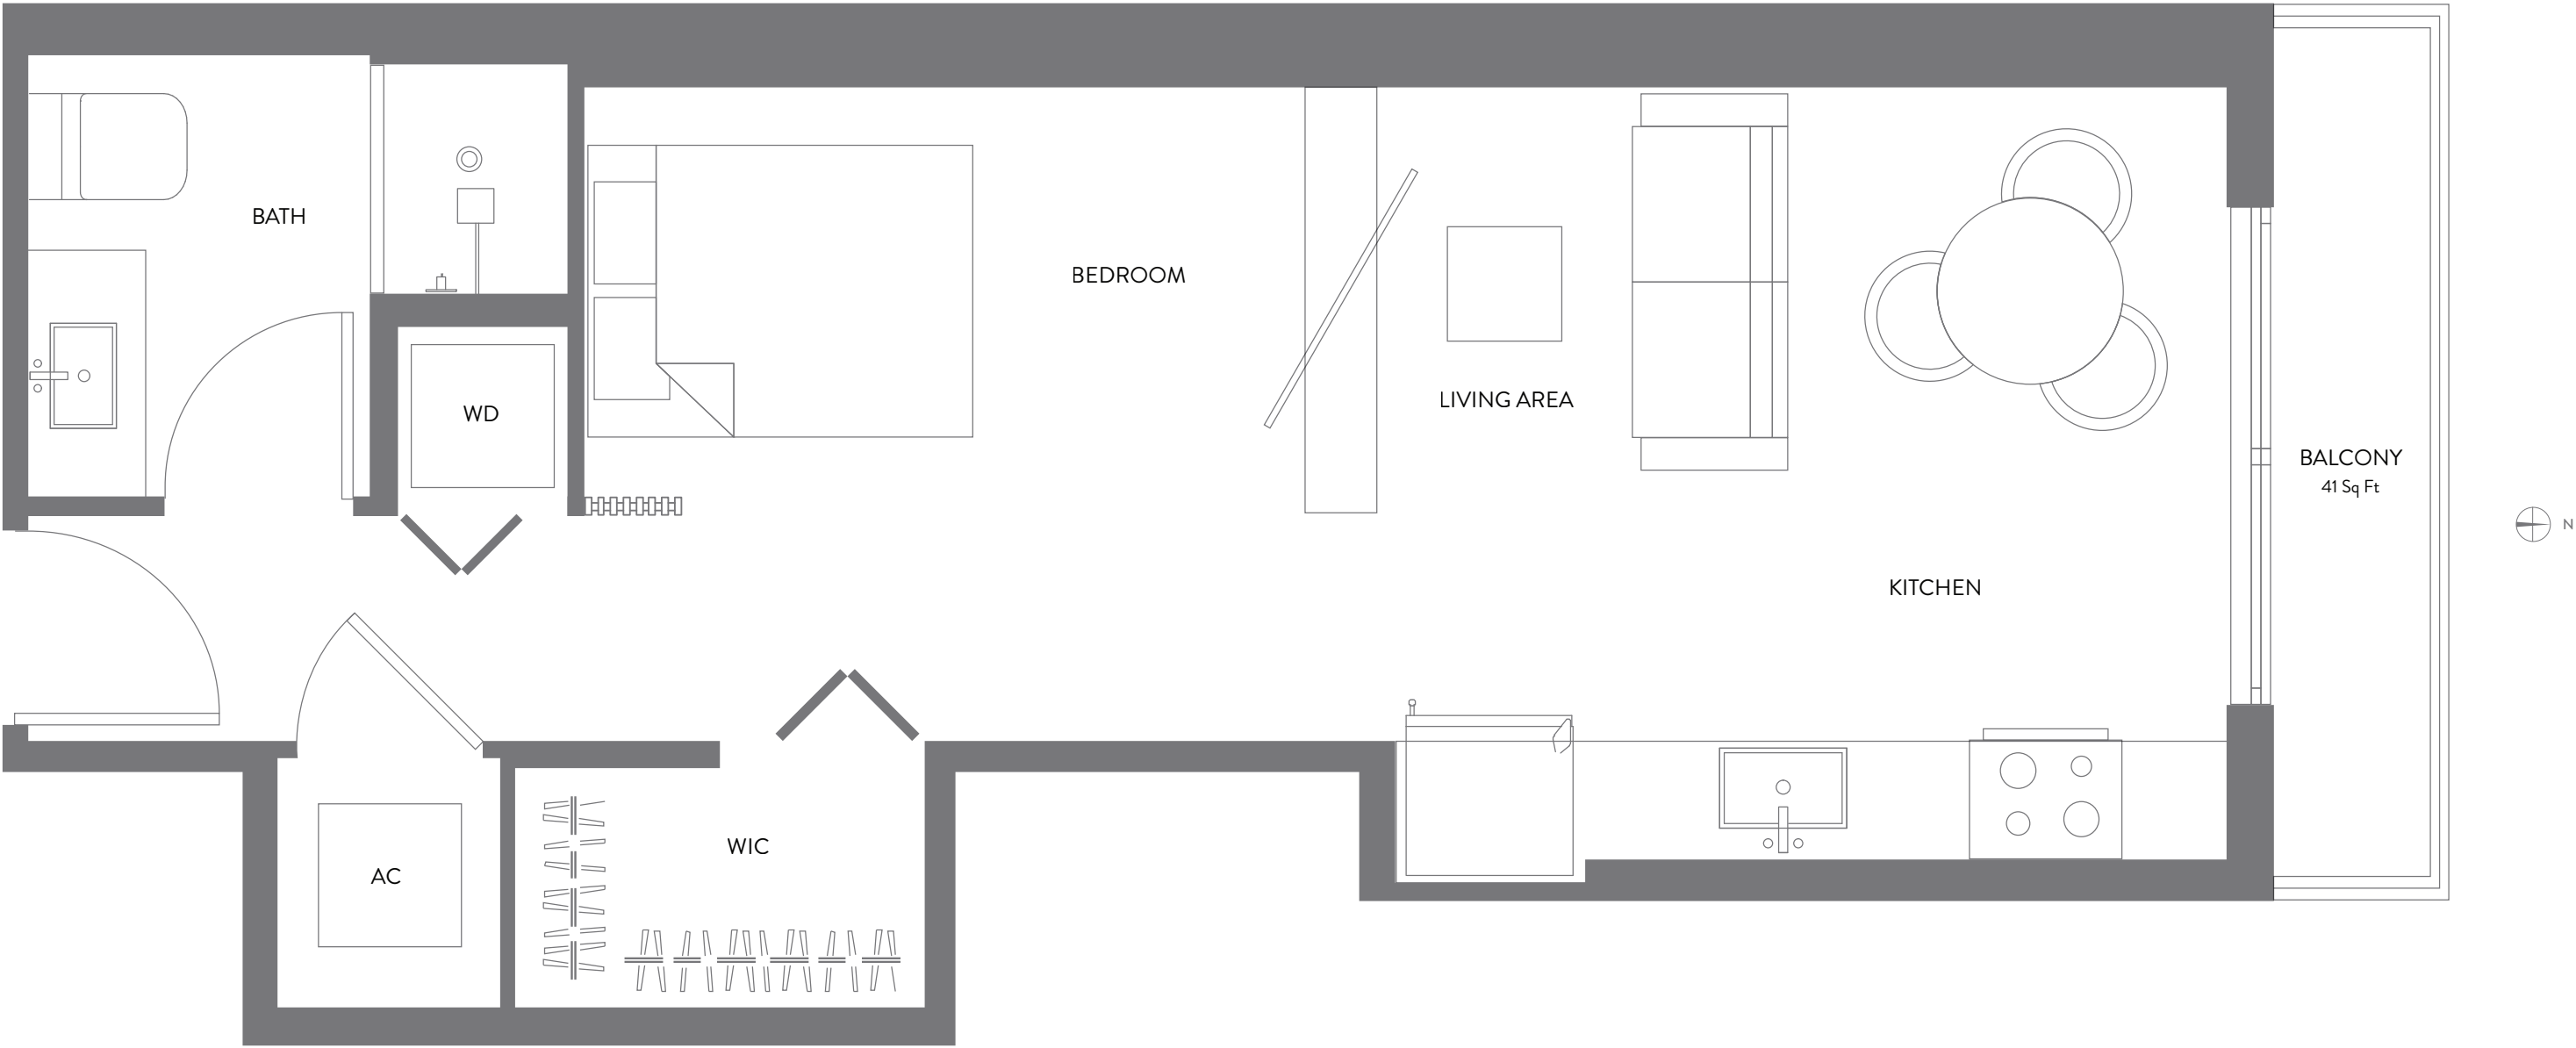 BATH
BEDROOM
WD
LIVING AREA
BALCONY
41 Sq Ft
N
KITCHEN
WIC
AC